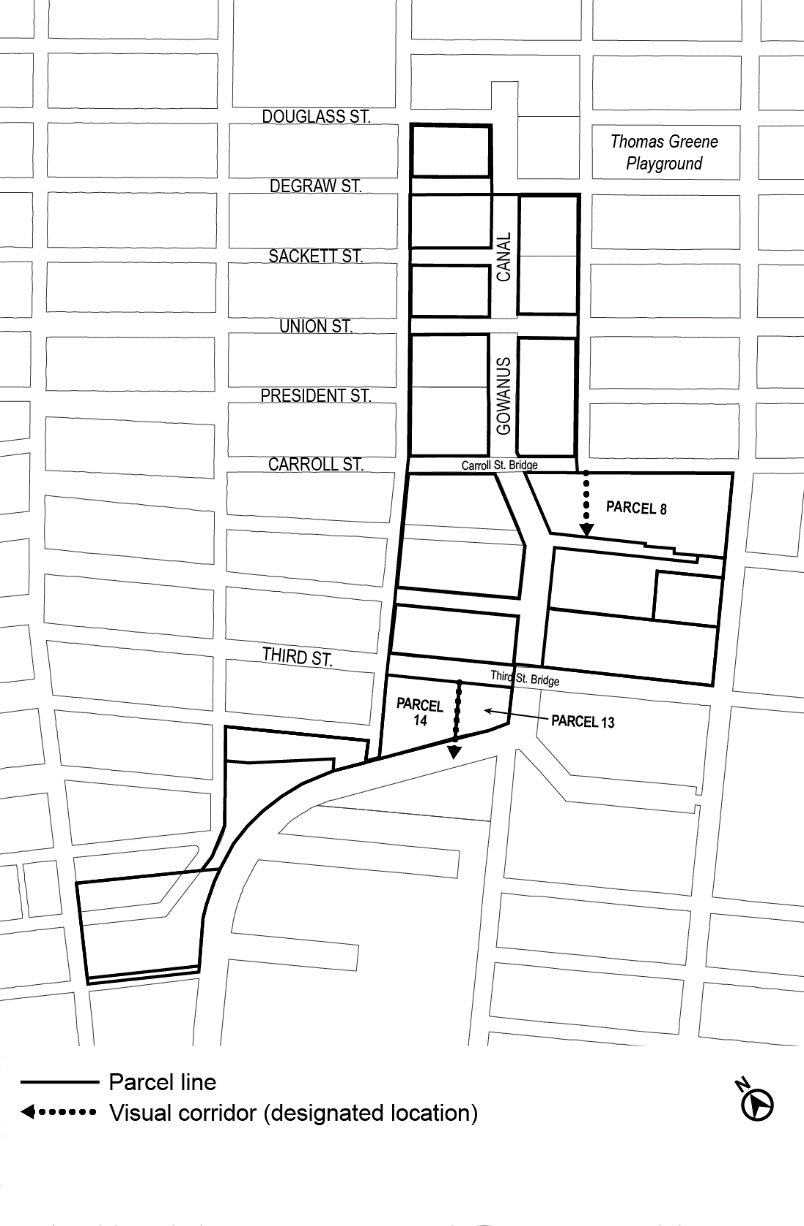 DOUGLASS ST.
Thomas Greene
Playground
DEGRAW ST.
SACKETT ST.
CANAL
UNION ST.
GOWANUS
PRESIDENT ST.
CARROLL ST.
Carroll St. Bridge
PARCEL 8
THIRD ST.
Third St. Bridge
PARCEL
14
PARCEL 13
Parcel line
Visual corridor (designated location)
N